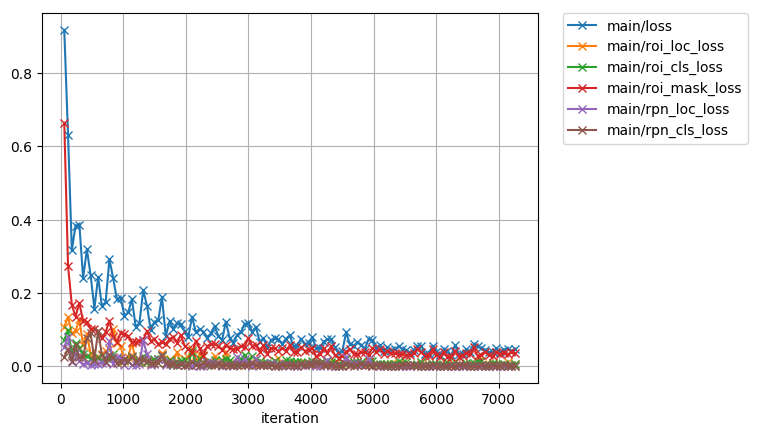 0.8
0.6
0.4
0.2
0.0
0 1000 2000 3000 4000 5000 6000 7000
iteration
main/loss
main/roi_loc_loss
main/roi_cls_loss
main/roi_mask_loss
main/rpn_loc_loss
main/rpn_cls_loss